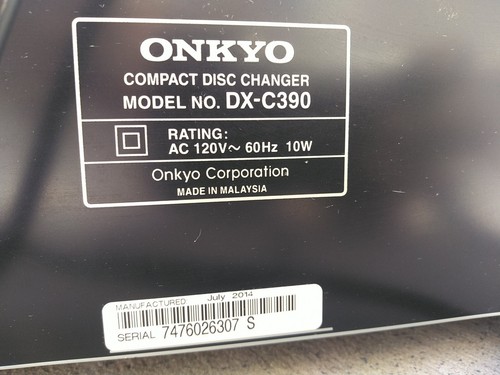 ONKYO
COMPACT DISC CHANGER
MODEL NO. DX-C390
RATING:
AC 120V~ 60Hz 10W
Onkyo Corporation
MADE IN MALAYSIA
MANUFACTURED: July 2014
SERIAL 7476026307 S